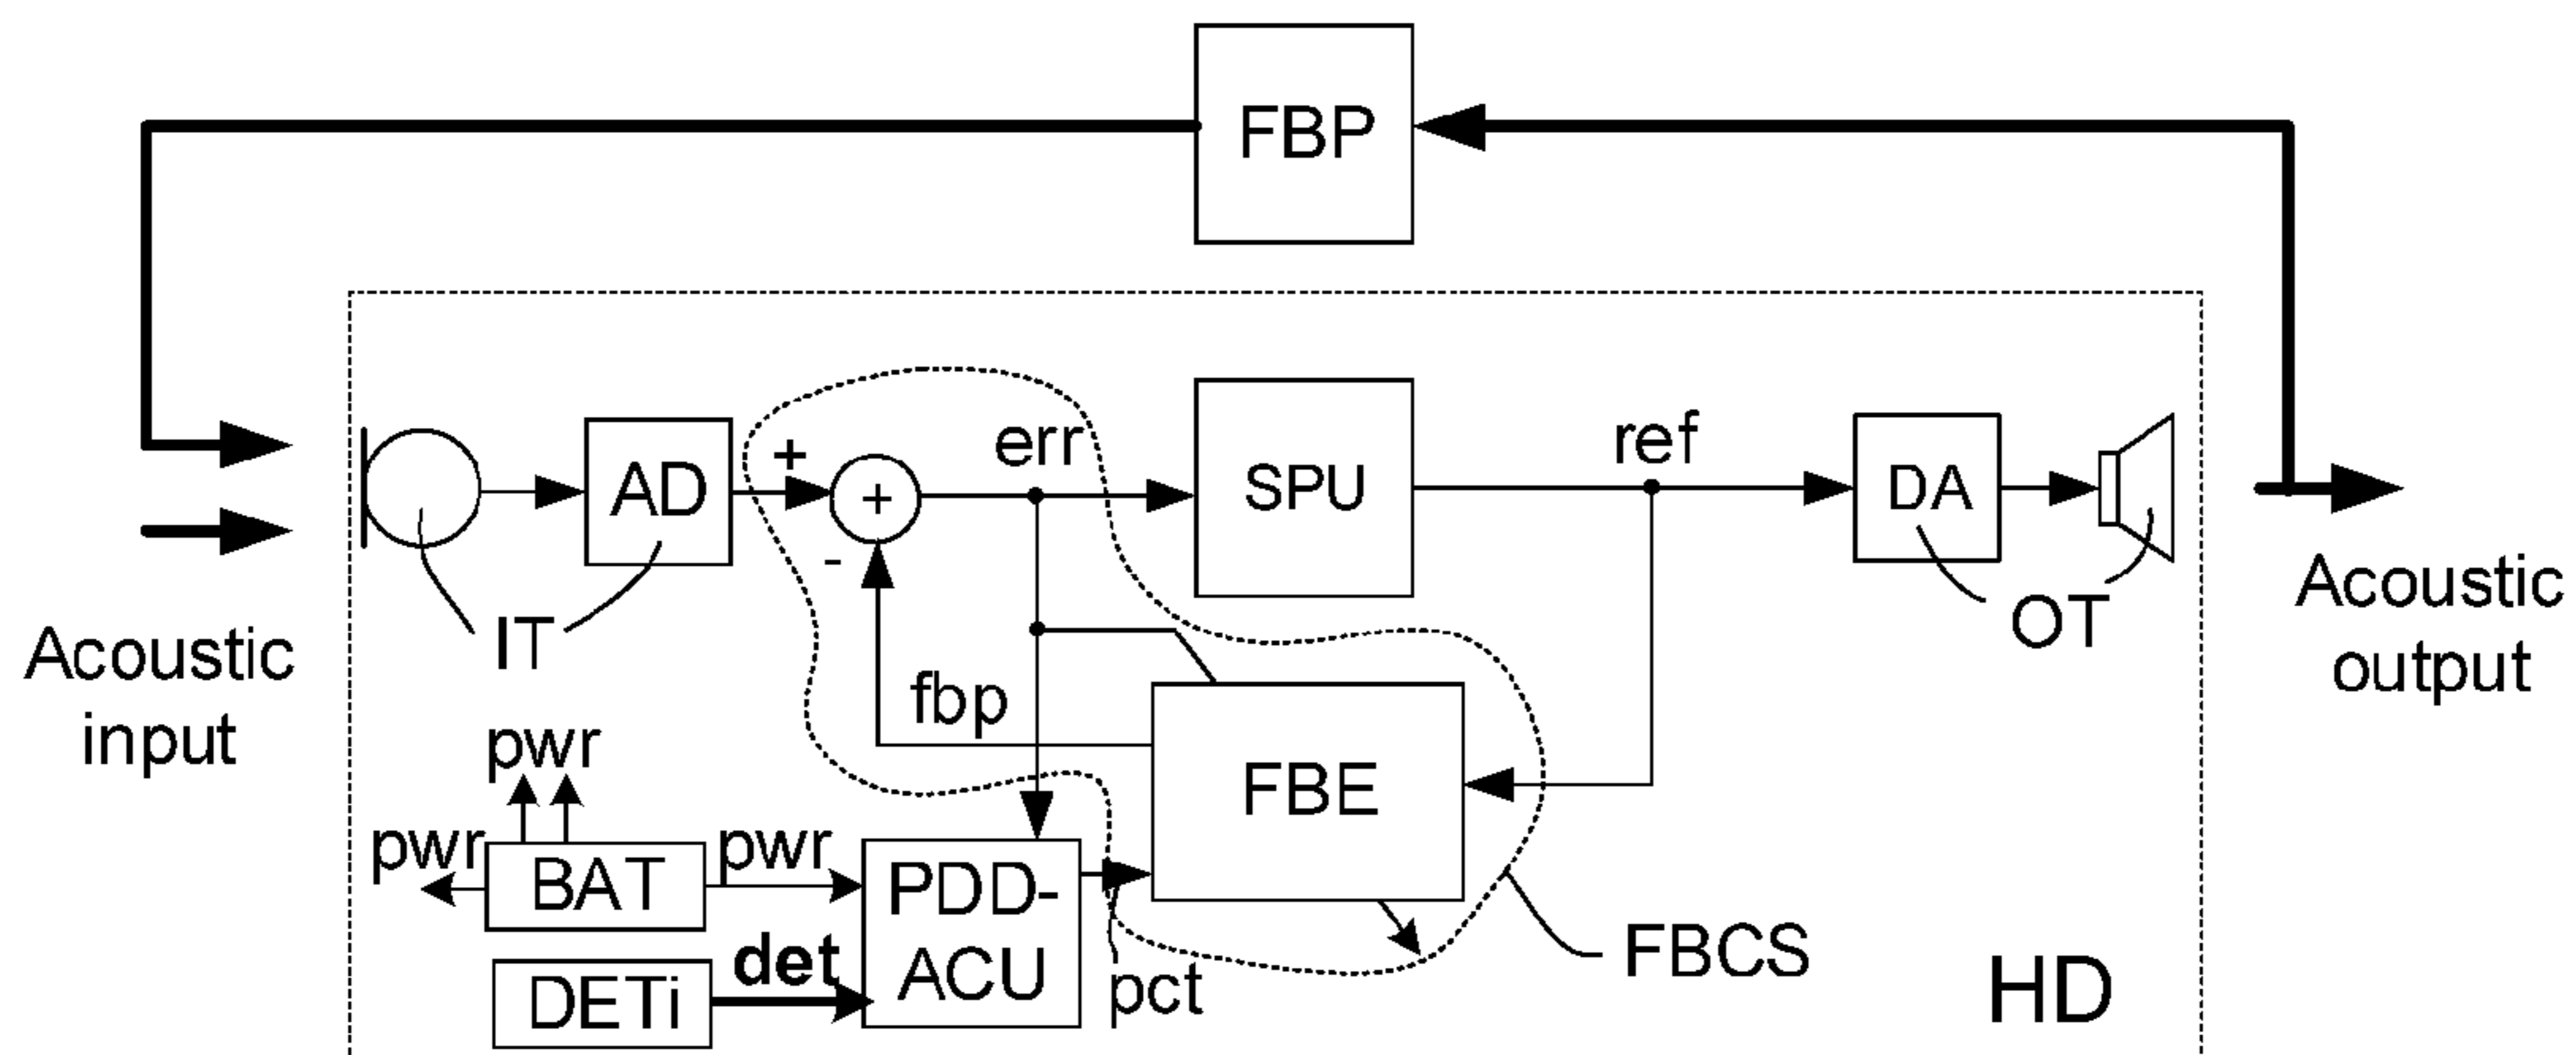 FBP
err
ref
+
+
-
AD
SPU
DA
IT
OT
Acoustic
input
Acoustic
output
fbp
pwr
FBE
pwr
BAT
pwr
PDD-
ACU
det
DETi
pct
FBCS
HD